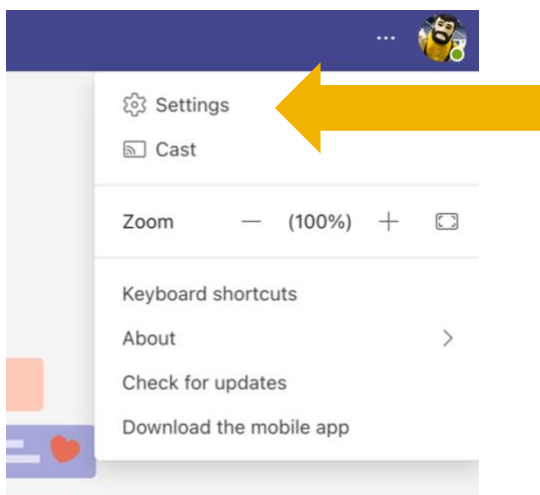 ...
Settings
Cast
Zoom — (100%) +
Keyboard shortcuts
About >
Check for updates
Download the mobile app